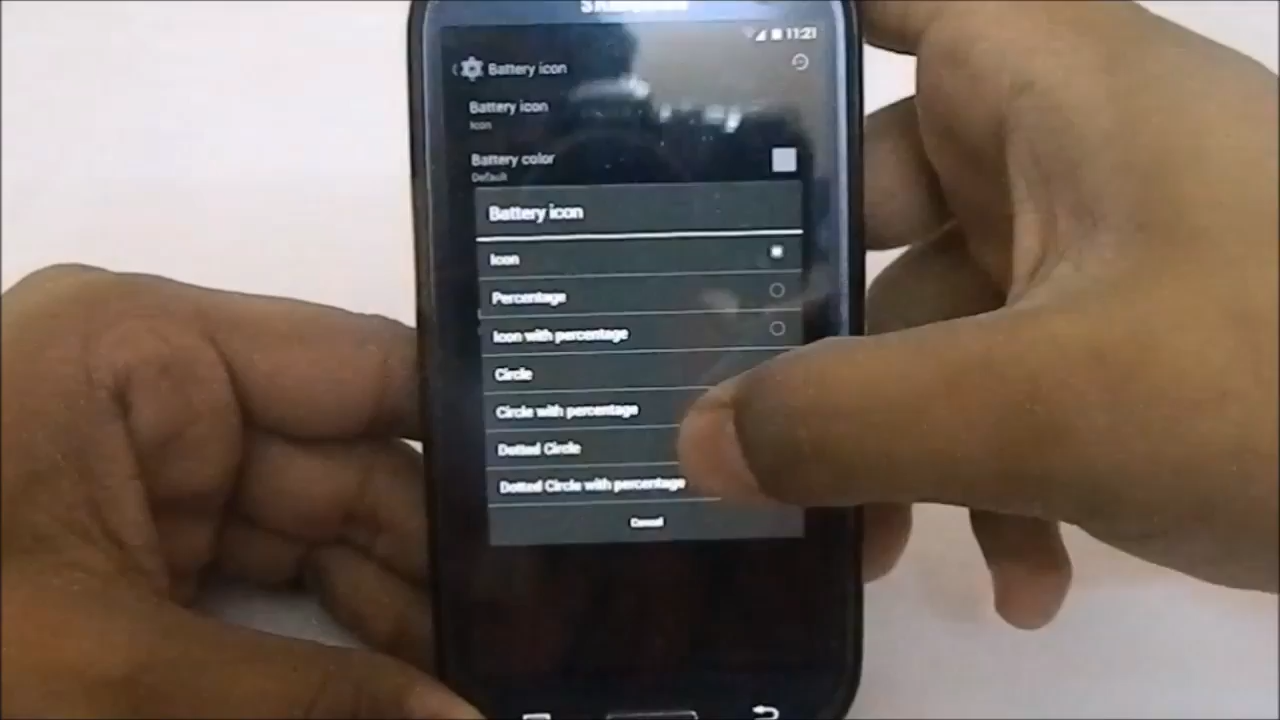 11:21
Battery icon
Battery icon
Icon
Battery color
Default
Battery icon
Icon
Percentage
Icon with percentage
Circle
Circle with percentage
Dotted Circle
Dotted Circle with percentage
Cancel